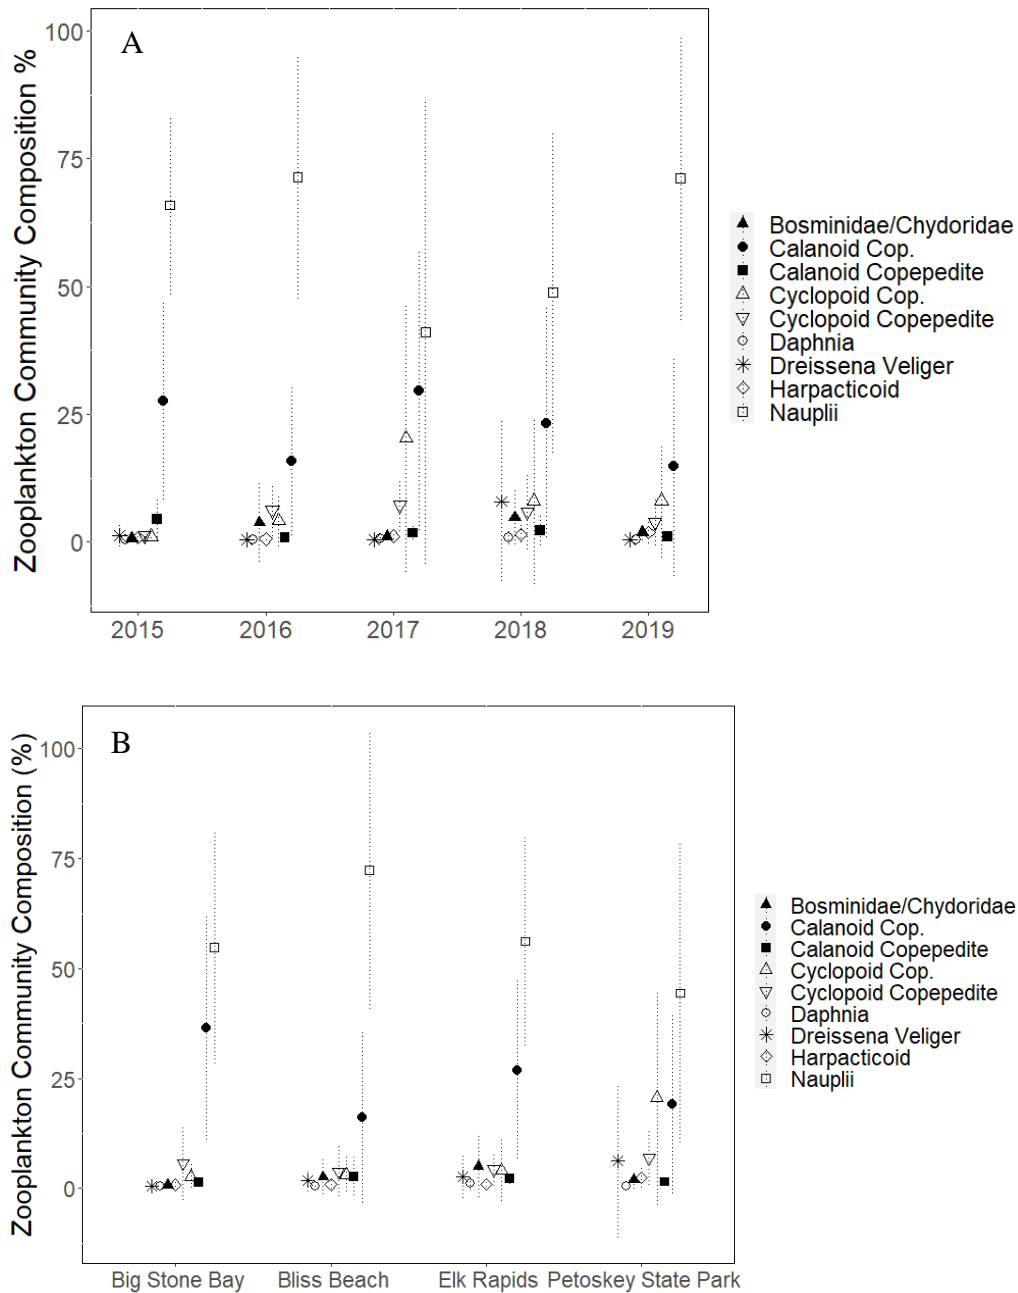 A
Zooplankton Community Composition %
100
75
50
25
0
2015 2016 2017 2018 2019
Bosminidae/Chydoridae
Calanoid Cop.
Calanoid Copepedite
Cyclopoid Cop.
Cyclopoid Copepedite
Daphnia
Dreissena Veliger
Harpacticoid
Nauplii
B
Zooplankton Community Composition (%)
100
75
50
25
0
Big Stone Bay Bliss Beach Elk Rapids Petoskey State Park
Bosminidae/Chydoridae
Calanoid Cop.
Calanoid Copepedite
Cyclopoid Cop.
Cyclopoid Copepedite
Daphnia
Dreissena Veliger
Harpacticoid
Nauplii